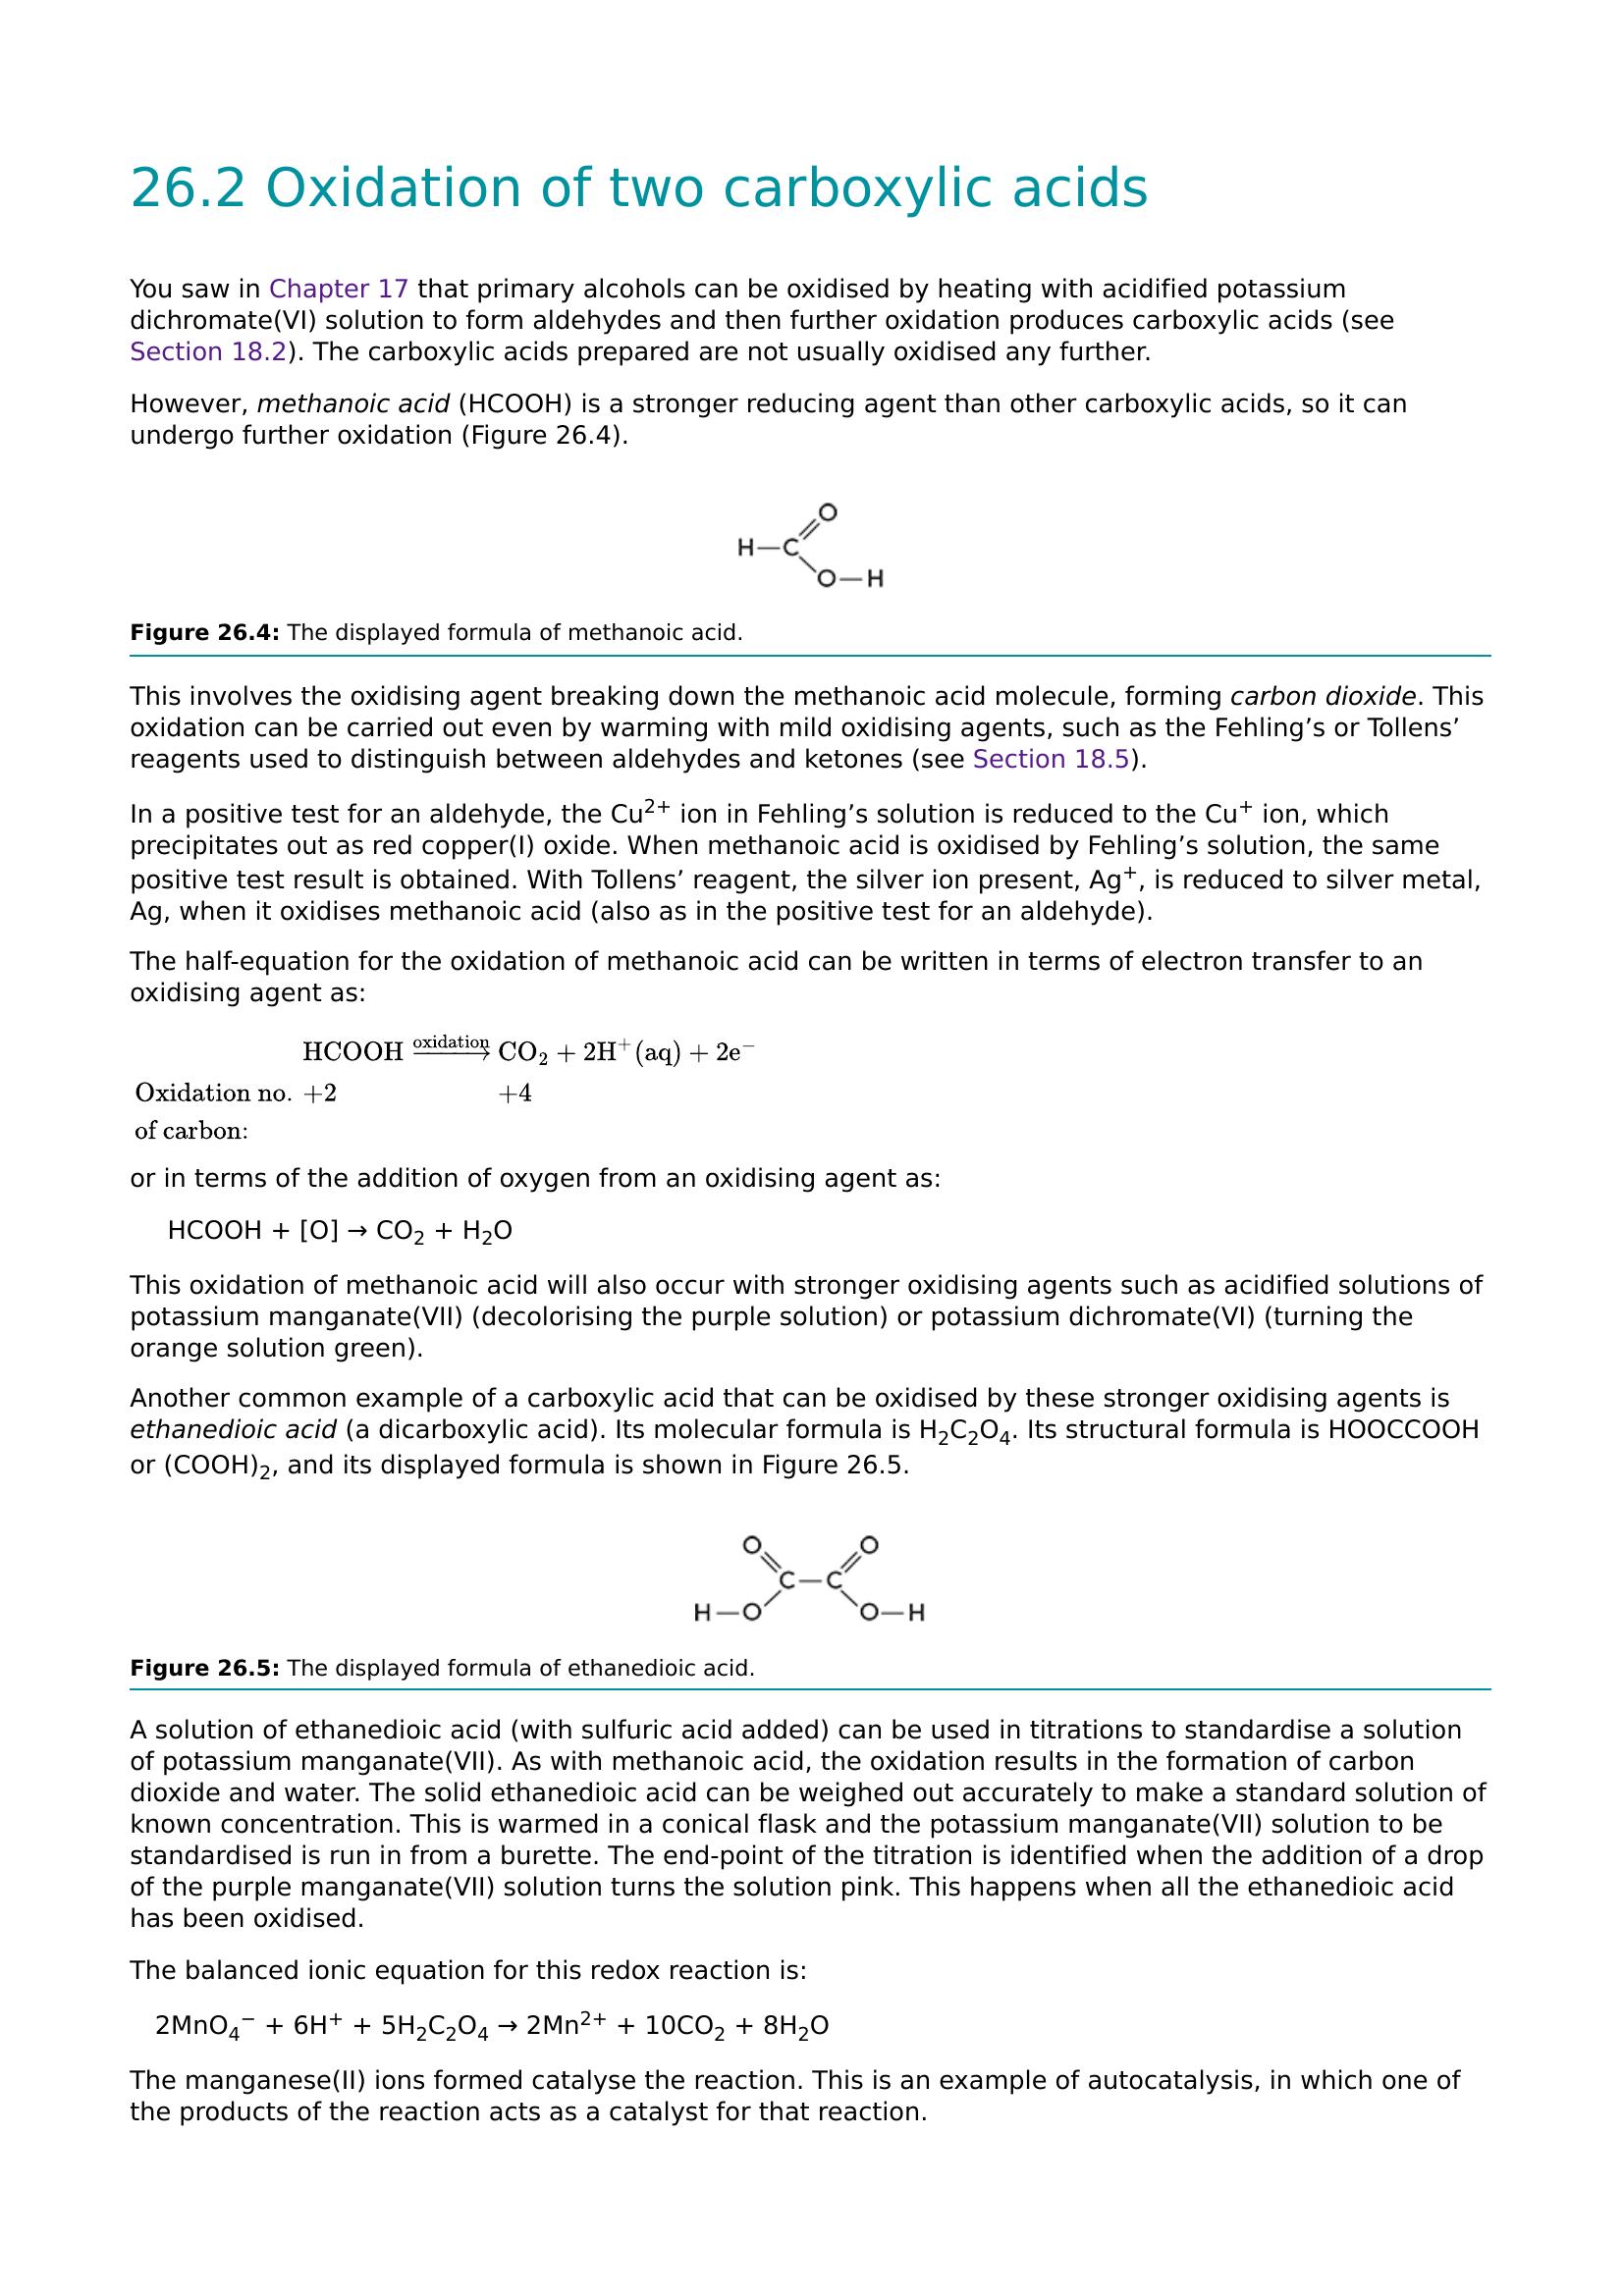 26.2 Oxidation of two carboxylic acids
You saw in Chapter 17 that primary alcohols can be oxidised by heating with acidified potassium
dichromate(VI) solution to form aldehydes and then further oxidation produces carboxylic acids (see
Section 18.2). The carboxylic acids prepared are not usually oxidised any further.
However, methanoic acid (HCOOH) is a stronger reducing agent than other carboxylic acids, so it can
undergo further oxidation (Figure 26.4).
O
H—C
O—H
Figure 26.4: The displayed formula of methanoic acid.
This involves the oxidising agent breaking down the methanoic acid molecule, forming carbon dioxide. This
oxidation can be carried out even by warming with mild oxidising agents, such as the Fehling’s or Tollens’
reagents used to distinguish between aldehydes and ketones (see Section 18.5).
In a positive test for an aldehyde, the Cu²⁺ ion in Fehling’s solution is reduced to the Cu⁺ ion, which
precipitates out as red copper(I) oxide. When methanoic acid is oxidised by Fehling’s solution, the same
positive test result is obtained. With Tollens’ reagent, the silver ion present, Ag⁺, is reduced to silver metal,
Ag, when it oxidises methanoic acid (also as in the positive test for an aldehyde).
The half-equation for the oxidation of methanoic acid can be written in terms of electron transfer to an
oxidising agent as:
HCOOH oxidation→ CO₂ + 2H⁺(aq) + 2e⁻
Oxidation no. +2 +4
of carbon:
or in terms of the addition of oxygen from an oxidising agent as:
HCOOH + [O] → CO₂ + H₂O
This oxidation of methanoic acid will also occur with stronger oxidising agents such as acidified solutions of
potassium manganate(VII) (decolorising the purple solution) or potassium dichromate(VI) (turning the
orange solution green).
Another common example of a carboxylic acid that can be oxidised by these stronger oxidising agents is
ethanedioic acid (a dicarboxylic acid). Its molecular formula is H₂C₂O₄. Its structural formula is HOOCCOOH
or (COOH)₂, and its displayed formula is shown in Figure 26.5.
O O
C—C
H—O O—H
Figure 26.5: The displayed formula of ethanedioic acid.
A solution of ethanedioic acid (with sulfuric acid added) can be used in titrations to standardise a solution
of potassium manganate(VII). As with methanoic acid, the oxidation results in the formation of carbon
dioxide and water. The solid ethanedioic acid can be weighed out accurately to make a standard solution of
known concentration. This is warmed in a conical flask and the potassium manganate(VII) solution to be
standardised is run in from a burette. The end-point of the titration is identified when the addition of a drop
of the purple manganate(VII) solution turns the solution pink. This happens when all the ethanedioic acid
has been oxidised.
The balanced ionic equation for this redox reaction is:
2MnO₄⁻ + 6H⁺ + 5H₂C₂O₄ → 2Mn²⁺ + 10CO₂ + 8H₂O
The manganese(II) ions formed catalyse the reaction. This is an example of autocatalysis, in which one of
the products of the reaction acts as a catalyst for that reaction.